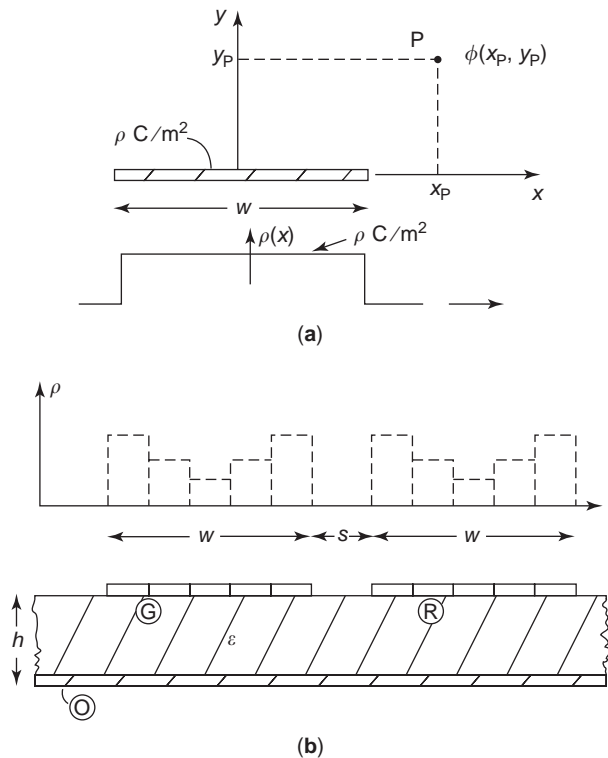 y
P
y_P
ϕ(x_P, y_P)
ρ C/m²
x_P
x
w
ρ(x)
ρ C/m²
(a)
ρ
w
s
w
G
R
h
ε
O
(b)